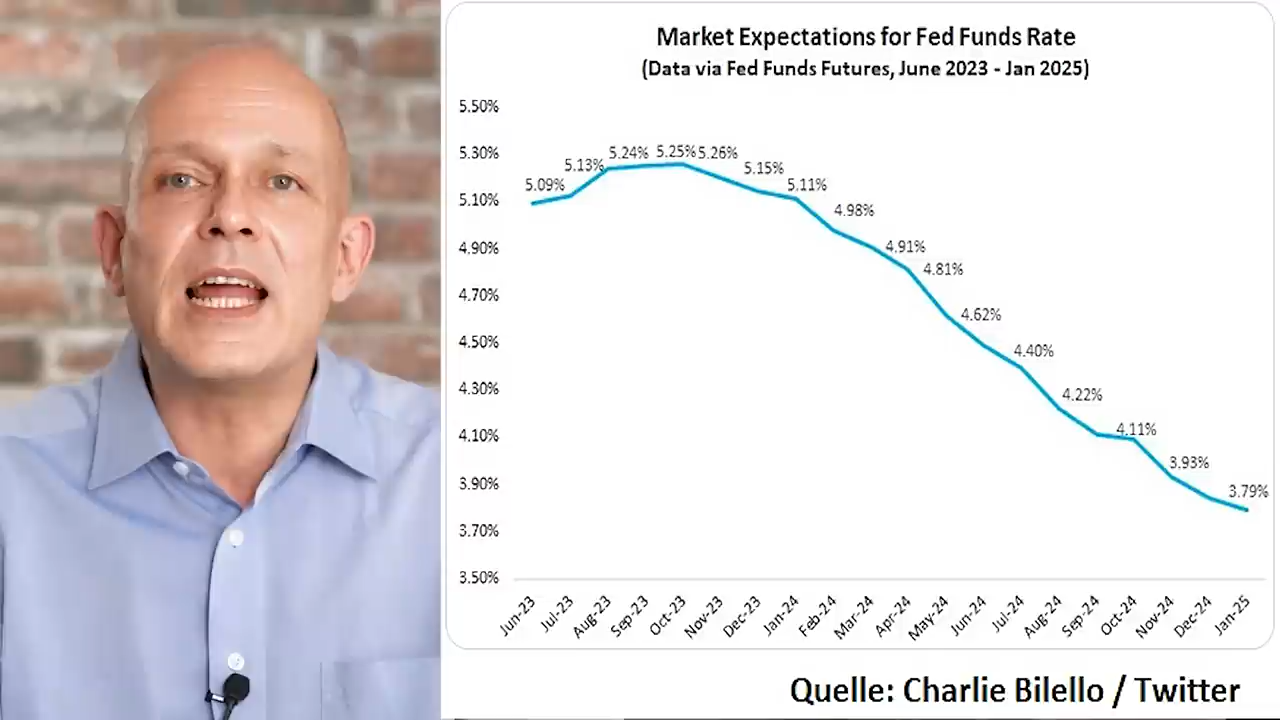 Market Expectations for Fed Funds Rate
(Data via Fed Funds Futures, June 2023 - Jan 2025)
5.50%
5.30%
5.10%
4.90%
4.70%
4.50%
4.30%
4.10%
3.90%
3.70%
3.50%
5.09%
5.13%
5.24%
5.25%
5.26%
5.15%
5.11%
4.98%
4.91%
4.81%
4.62%
4.40%
4.22%
4.11%
3.93%
3.79%
Jun-23
Jul-23
Aug-23
Sep-23
Oct-23
Nov-23
Dec-23
Jan-24
Feb-24
Mar-24
Apr-24
May-24
Jun-24
Jul-24
Aug-24
Sep-24
Oct-24
Nov-24
Dec-24
Jan-25
Quelle: Charlie Bilello / Twitter